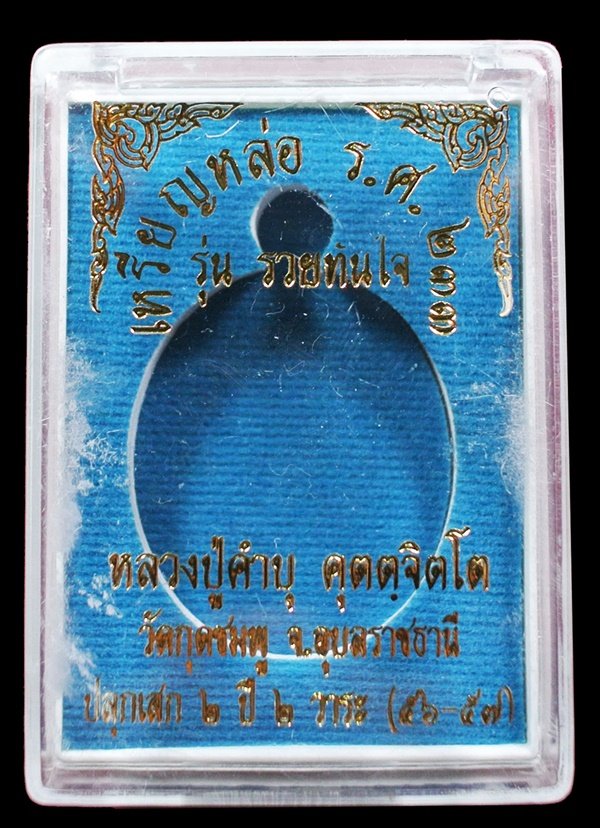 เหรียญหล่อ ร.ศ. ๒๓๓
รุ่น รวยทันใจ
หลวงปู่คำบุ คุตตฺจิตโต
วัดกุดชมพู จ.อุบลราชธานี
ปลุกเสก ๒ ปี ๒ วาระ (๕๖-๕๗)